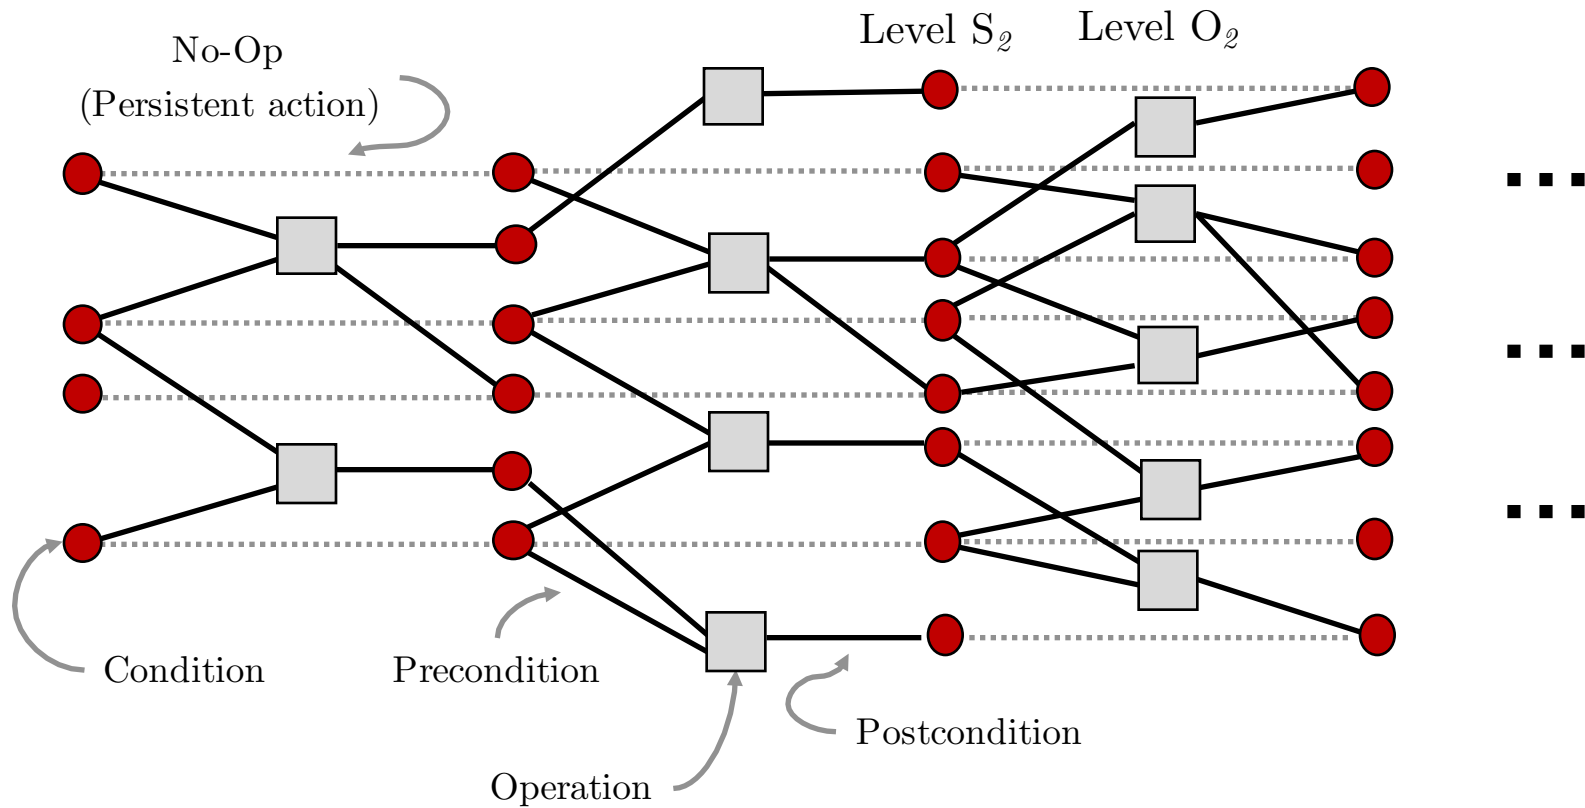 Level S₂
Level O₂
No-Op
(Persistent action)
Condition
Precondition
Postcondition
Operation